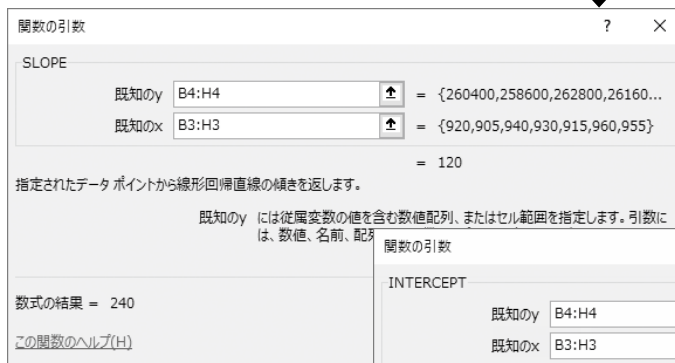 関数の引数 ? ×
SLOPE
既知のy B4:H4 = {260400,258600,262800,26160...
既知のx B3:H3 = {920,905,940,930,915,960,955}
= 120
指定されたデータ ポイントから線形回帰直線の傾きを返します。
既知のy には従属変数の値を含む数値配列、またはセル範囲を指定します。引数に
は、数値、名前、配列
数式の結果 = 240
この関数のヘルプ(H)
関数の引数
INTERCEPT
既知のy B4:H4
既知のx B3:H3